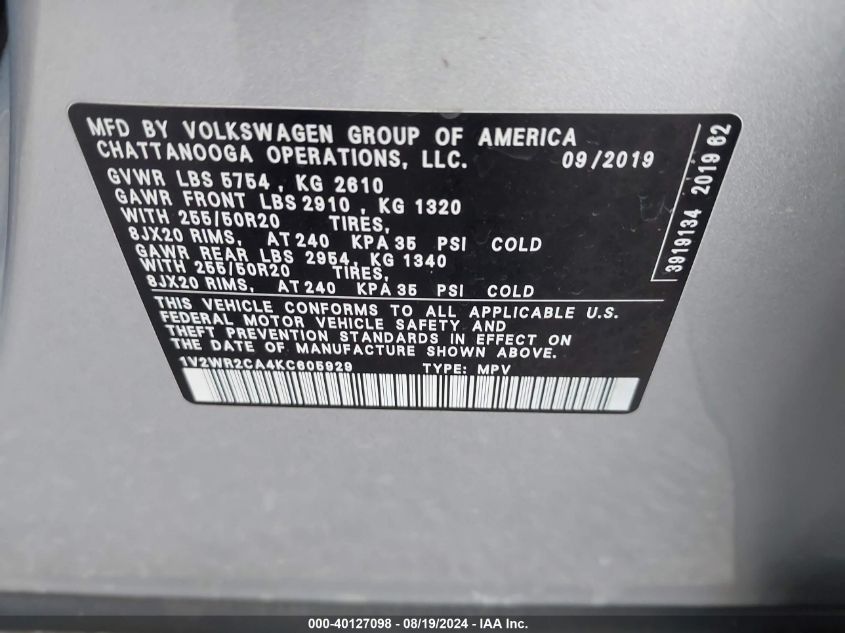 MFD BY VOLKSWAGEN GROUP OF AMERICA
CHATTANOOGA OPERATIONS, LLC. 09/2019
GVWR LBS 5754, KG 2610
GAWR FRONT LBS 2910, KG 1320
WITH 255/50R20 TIRES,
8JX20 RIMS, AT 240 KPA 35 PSI COLD
GAWR REAR LBS 2954, KG 1340
WITH 255/50R20 TIRES,
8JX20 RIMS, AT 240 KPA 35 PSI COLD
THIS VEHICLE CONFORMS TO ALL APPLICABLE U.S.
FEDERAL MOTOR VEHICLE SAFETY AND
THEFT PREVENTION STANDARDS IN EFFECT ON
THE DATE OF MANUFACTURE SHOWN ABOVE.
1V2WR2CA4KC605929 TYPE: MPV
3919134 2019 B2
000-40127098 - 08/19/2024 - IAA Inc.